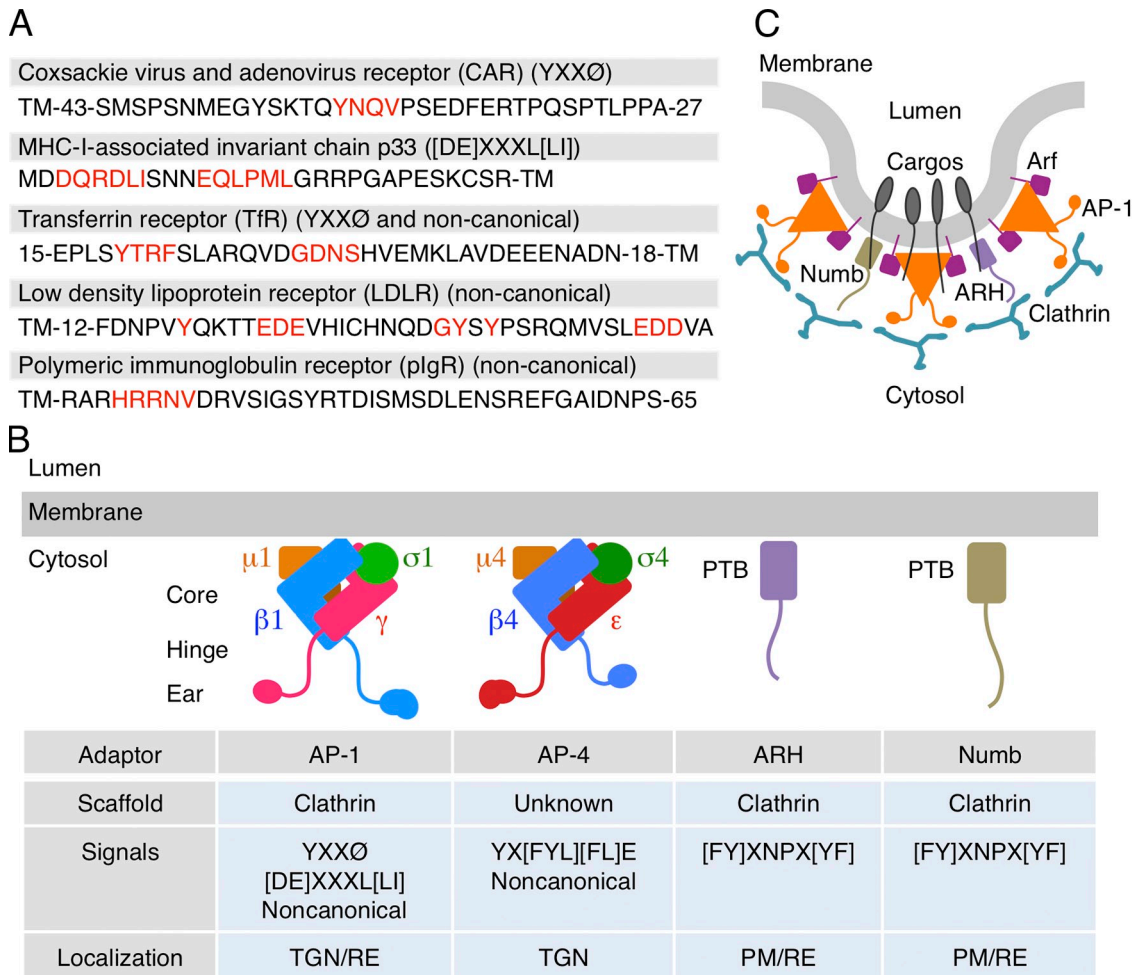 A
Coxsackie virus and adenovirus receptor (CAR) (YXXØ)
TM-43-SMSPSNMEGYSKTQYNQVPSEDFERTPQSPTLPPA-27
MHC-I-associated invariant chain p33 ([DE]XXXL[LI])
MDDQRDLISNNEQLPMLGRRPGAPESKCSR-TM
Transferrin receptor (TfR) (YXXØ and non-canonical)
15-EPLSYTRFSLARQVDGDNSHVEMKLAVDEEENADN-18-TM
Low density lipoprotein receptor (LDLR) (non-canonical)
TM-12-FDNPVYQKTTEDEVHICHNQDGYSYPSRQMVSLEDDVA
Polymeric immunoglobulin receptor (pIgR) (non-canonical)
TM-RARHRRNVDRVSIGSYRTDISMSDLENSREFGAIDNPS-65
C
Membrane
Lumen
Cargos
Arf
AP-1
Numb
ARH
Clathrin
Cytosol
B
Lumen
Membrane
Cytosol
μ1
σ1
μ4
σ4
PTB
PTB
Core
β1
γ
β4
ε
Hinge
Ear
Adaptor AP-1 AP-4 ARH Numb
Scaffold Clathrin Unknown Clathrin Clathrin
Signals YXXØ YX[FYL][FL]E [FY]XNPX[YF] [FY]XNPX[YF]
[DE]XXXL[LI] Noncanonical
Noncanonical
Localization TGN/RE TGN PM/RE PM/RE